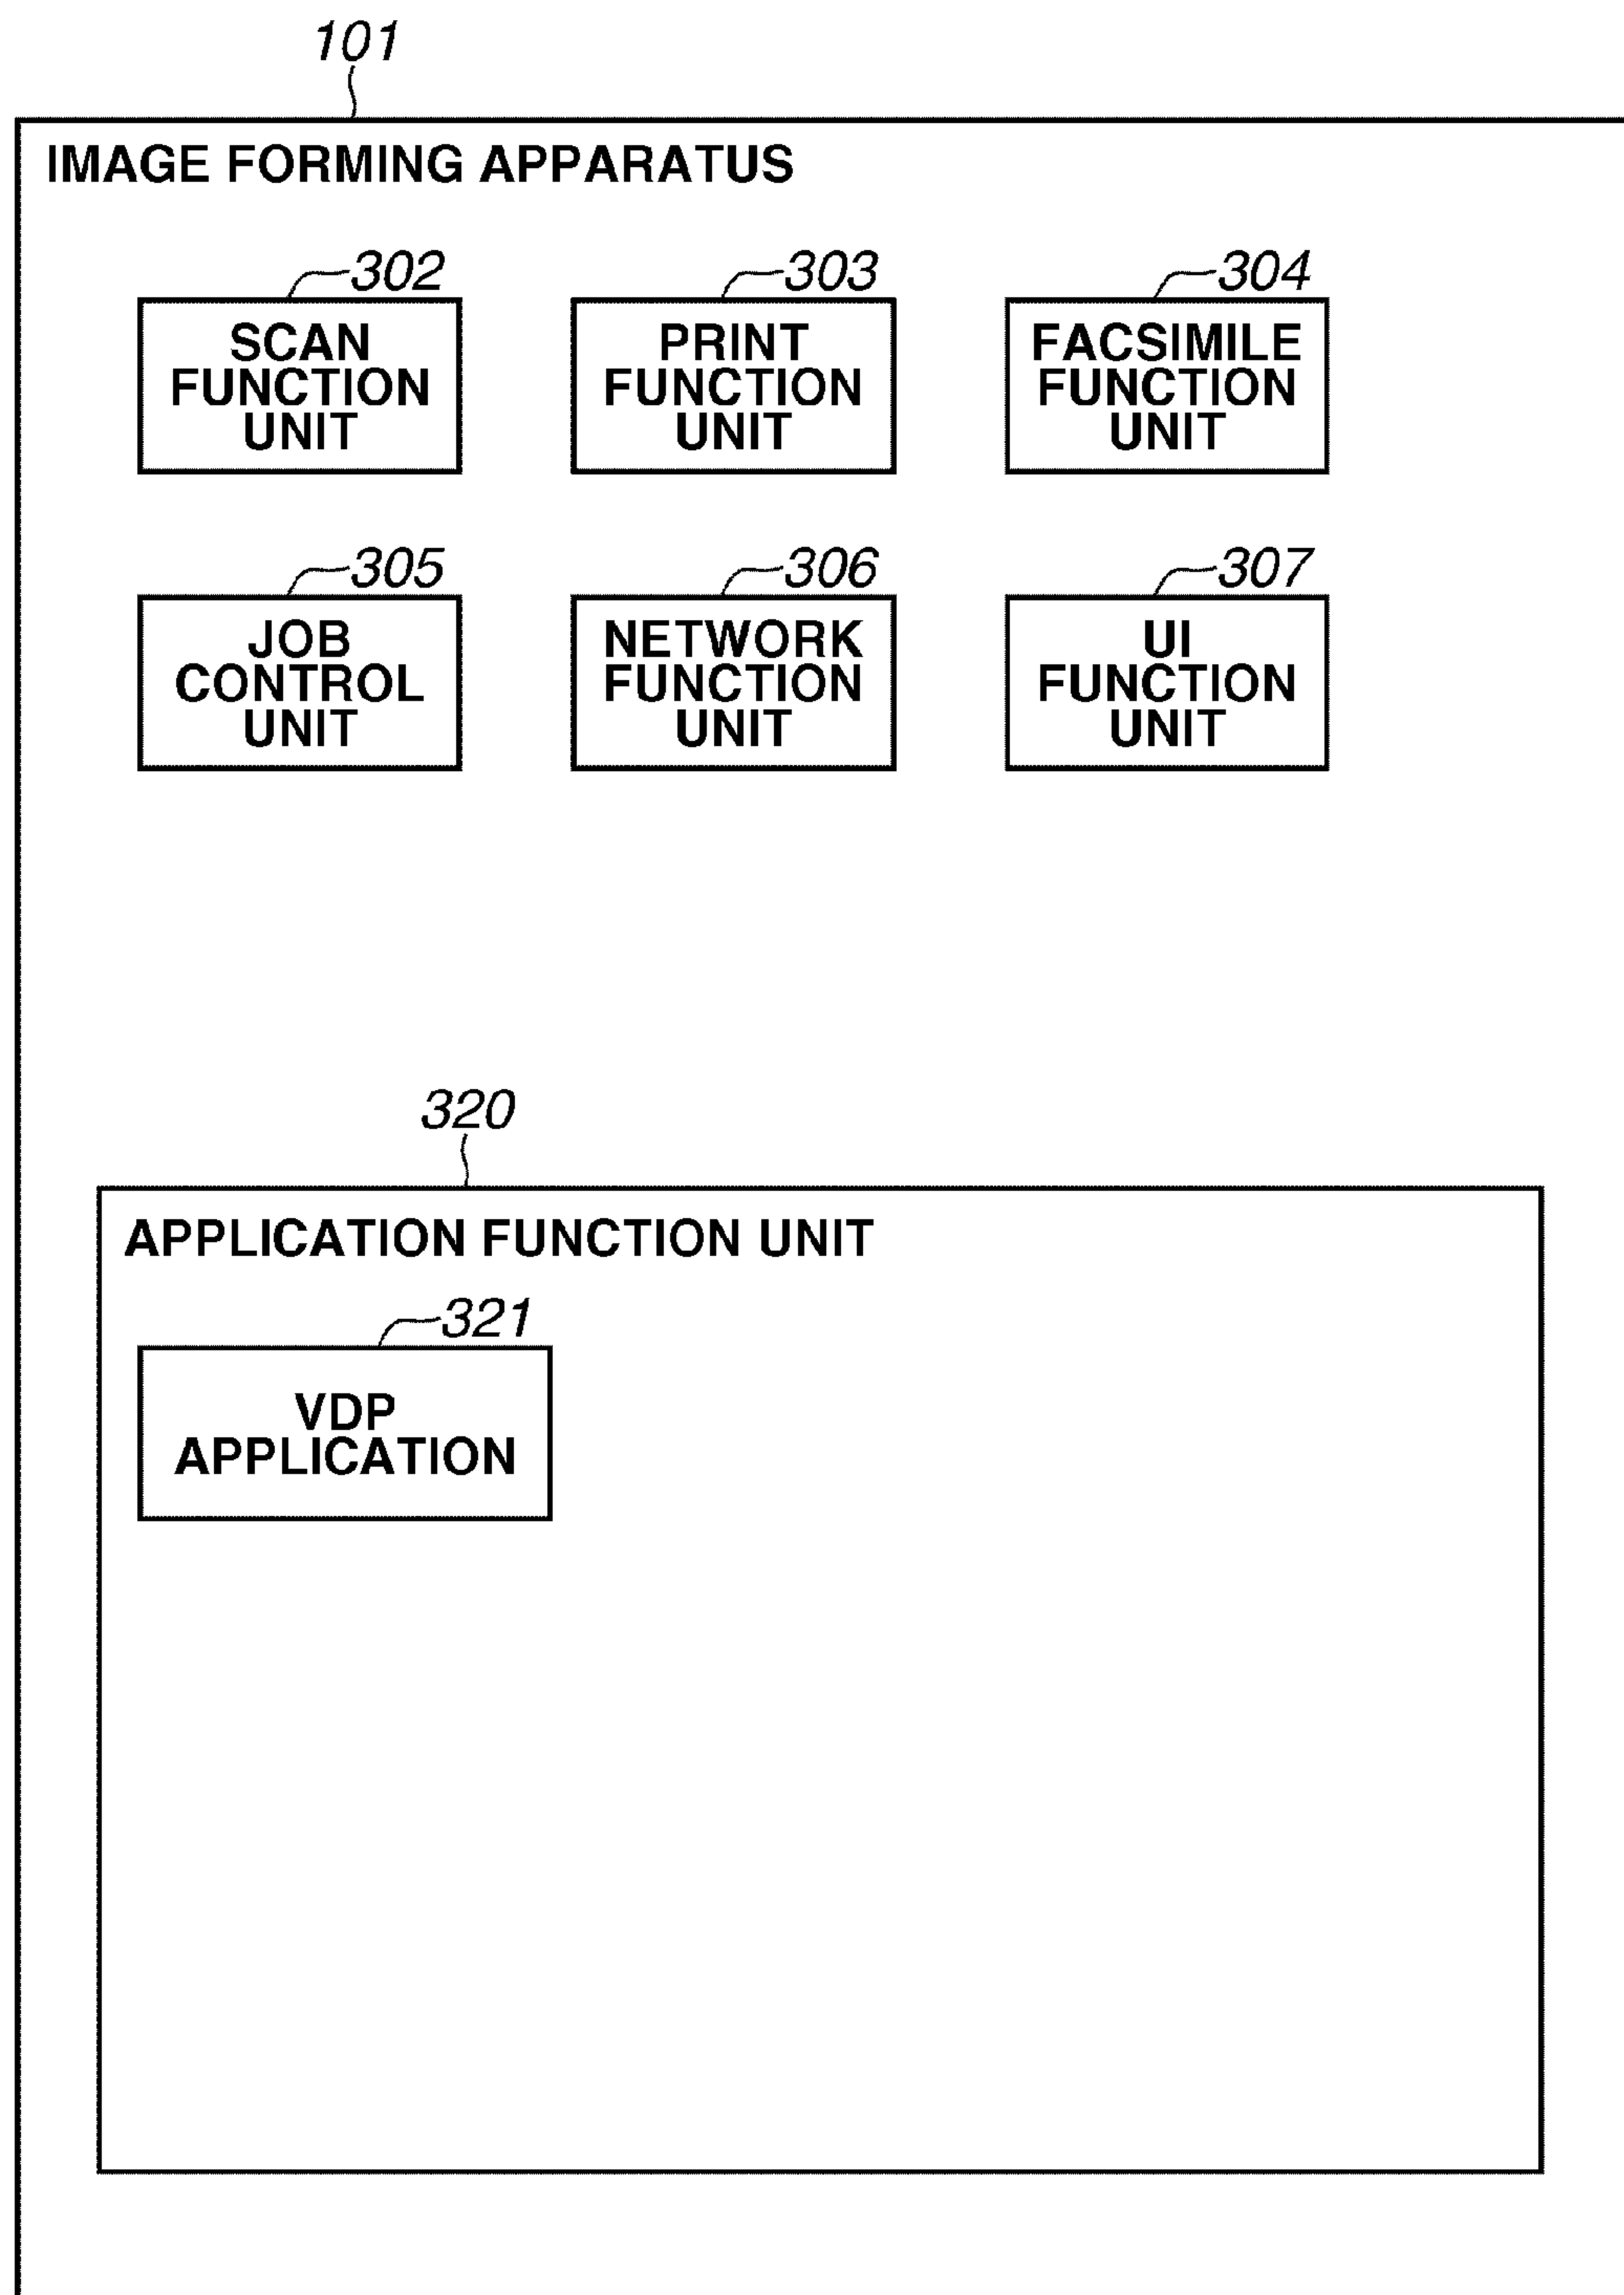 101
IMAGE FORMING APPARATUS
302
303
304
SCAN
FUNCTION
UNIT
PRINT
FUNCTION
UNIT
FACSIMILE
FUNCTION
UNIT
305
306
307
JOB
CONTROL
UNIT
NETWORK
FUNCTION
UNIT
UI
FUNCTION
UNIT
320
APPLICATION FUNCTION UNIT
321
VDP
APPLICATION